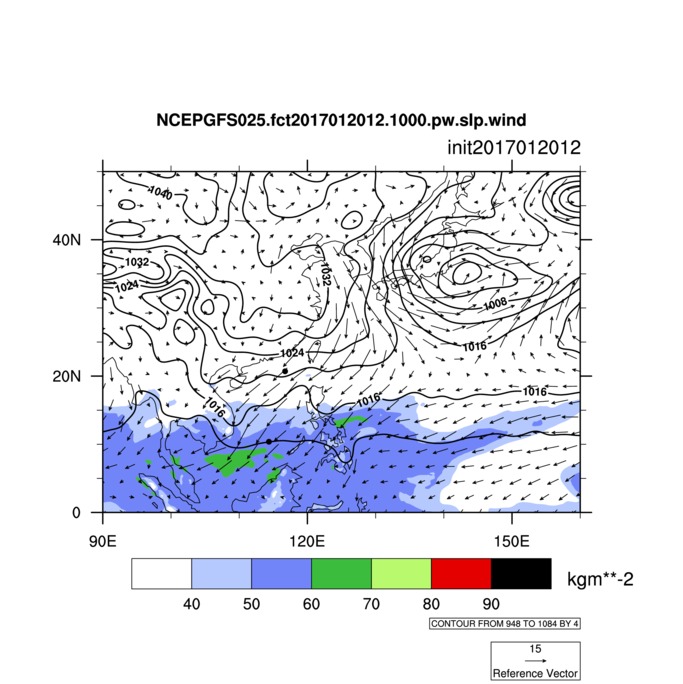 NCEPGFS025.fct2017012012.1000.pw.slp.wind
init2017012012
1040
40N
1032
1032
1024
1008
1016
1024
20N
1016
1016
1016
0
90E 120E 150E
kgm**-2
40 50 60 70 80 90
CONTOUR FROM 948 TO 1084 BY 4
15
Reference Vector